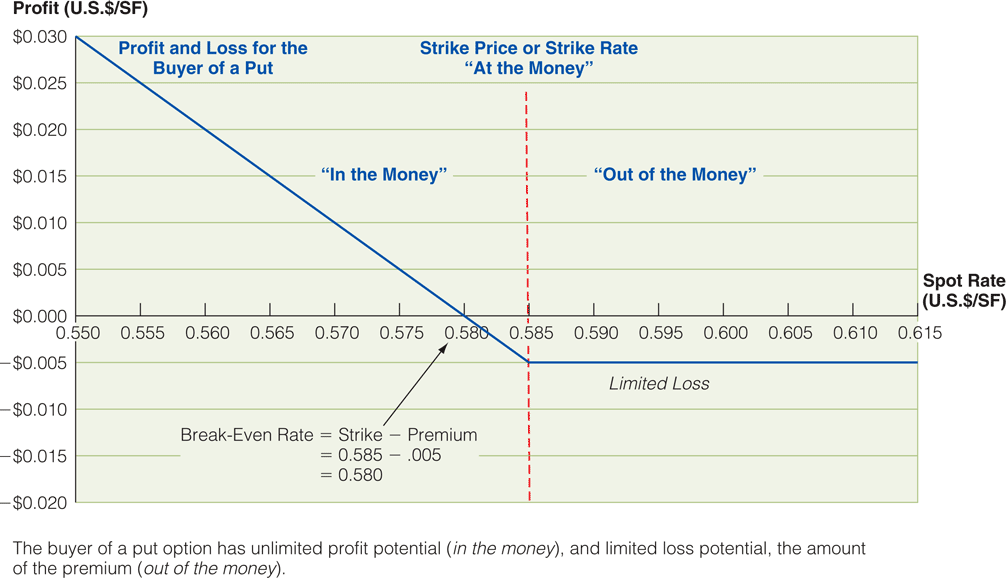 Profit (U.S.$/SF)
$0.030
Profit and Loss for the
Buyer of a Put
Strike Price or Strike Rate
“At the Money”
$0.025
$0.020
$0.015
“In the Money”
“Out of the Money”
$0.010
$0.005
Spot Rate
(U.S.$/SF)
$0.000
0.550 0.555 0.560 0.565 0.570 0.575 0.580 0.585 0.590 0.595 0.600 0.605 0.610 0.615
–$0.005
Limited Loss
–$0.010
Break-Even Rate = Strike – Premium
= 0.585 – .005
= 0.580
–$0.015
–$0.020
The buyer of a put option has unlimited profit potential (in the money), and limited loss potential, the amount
of the premium (out of the money).